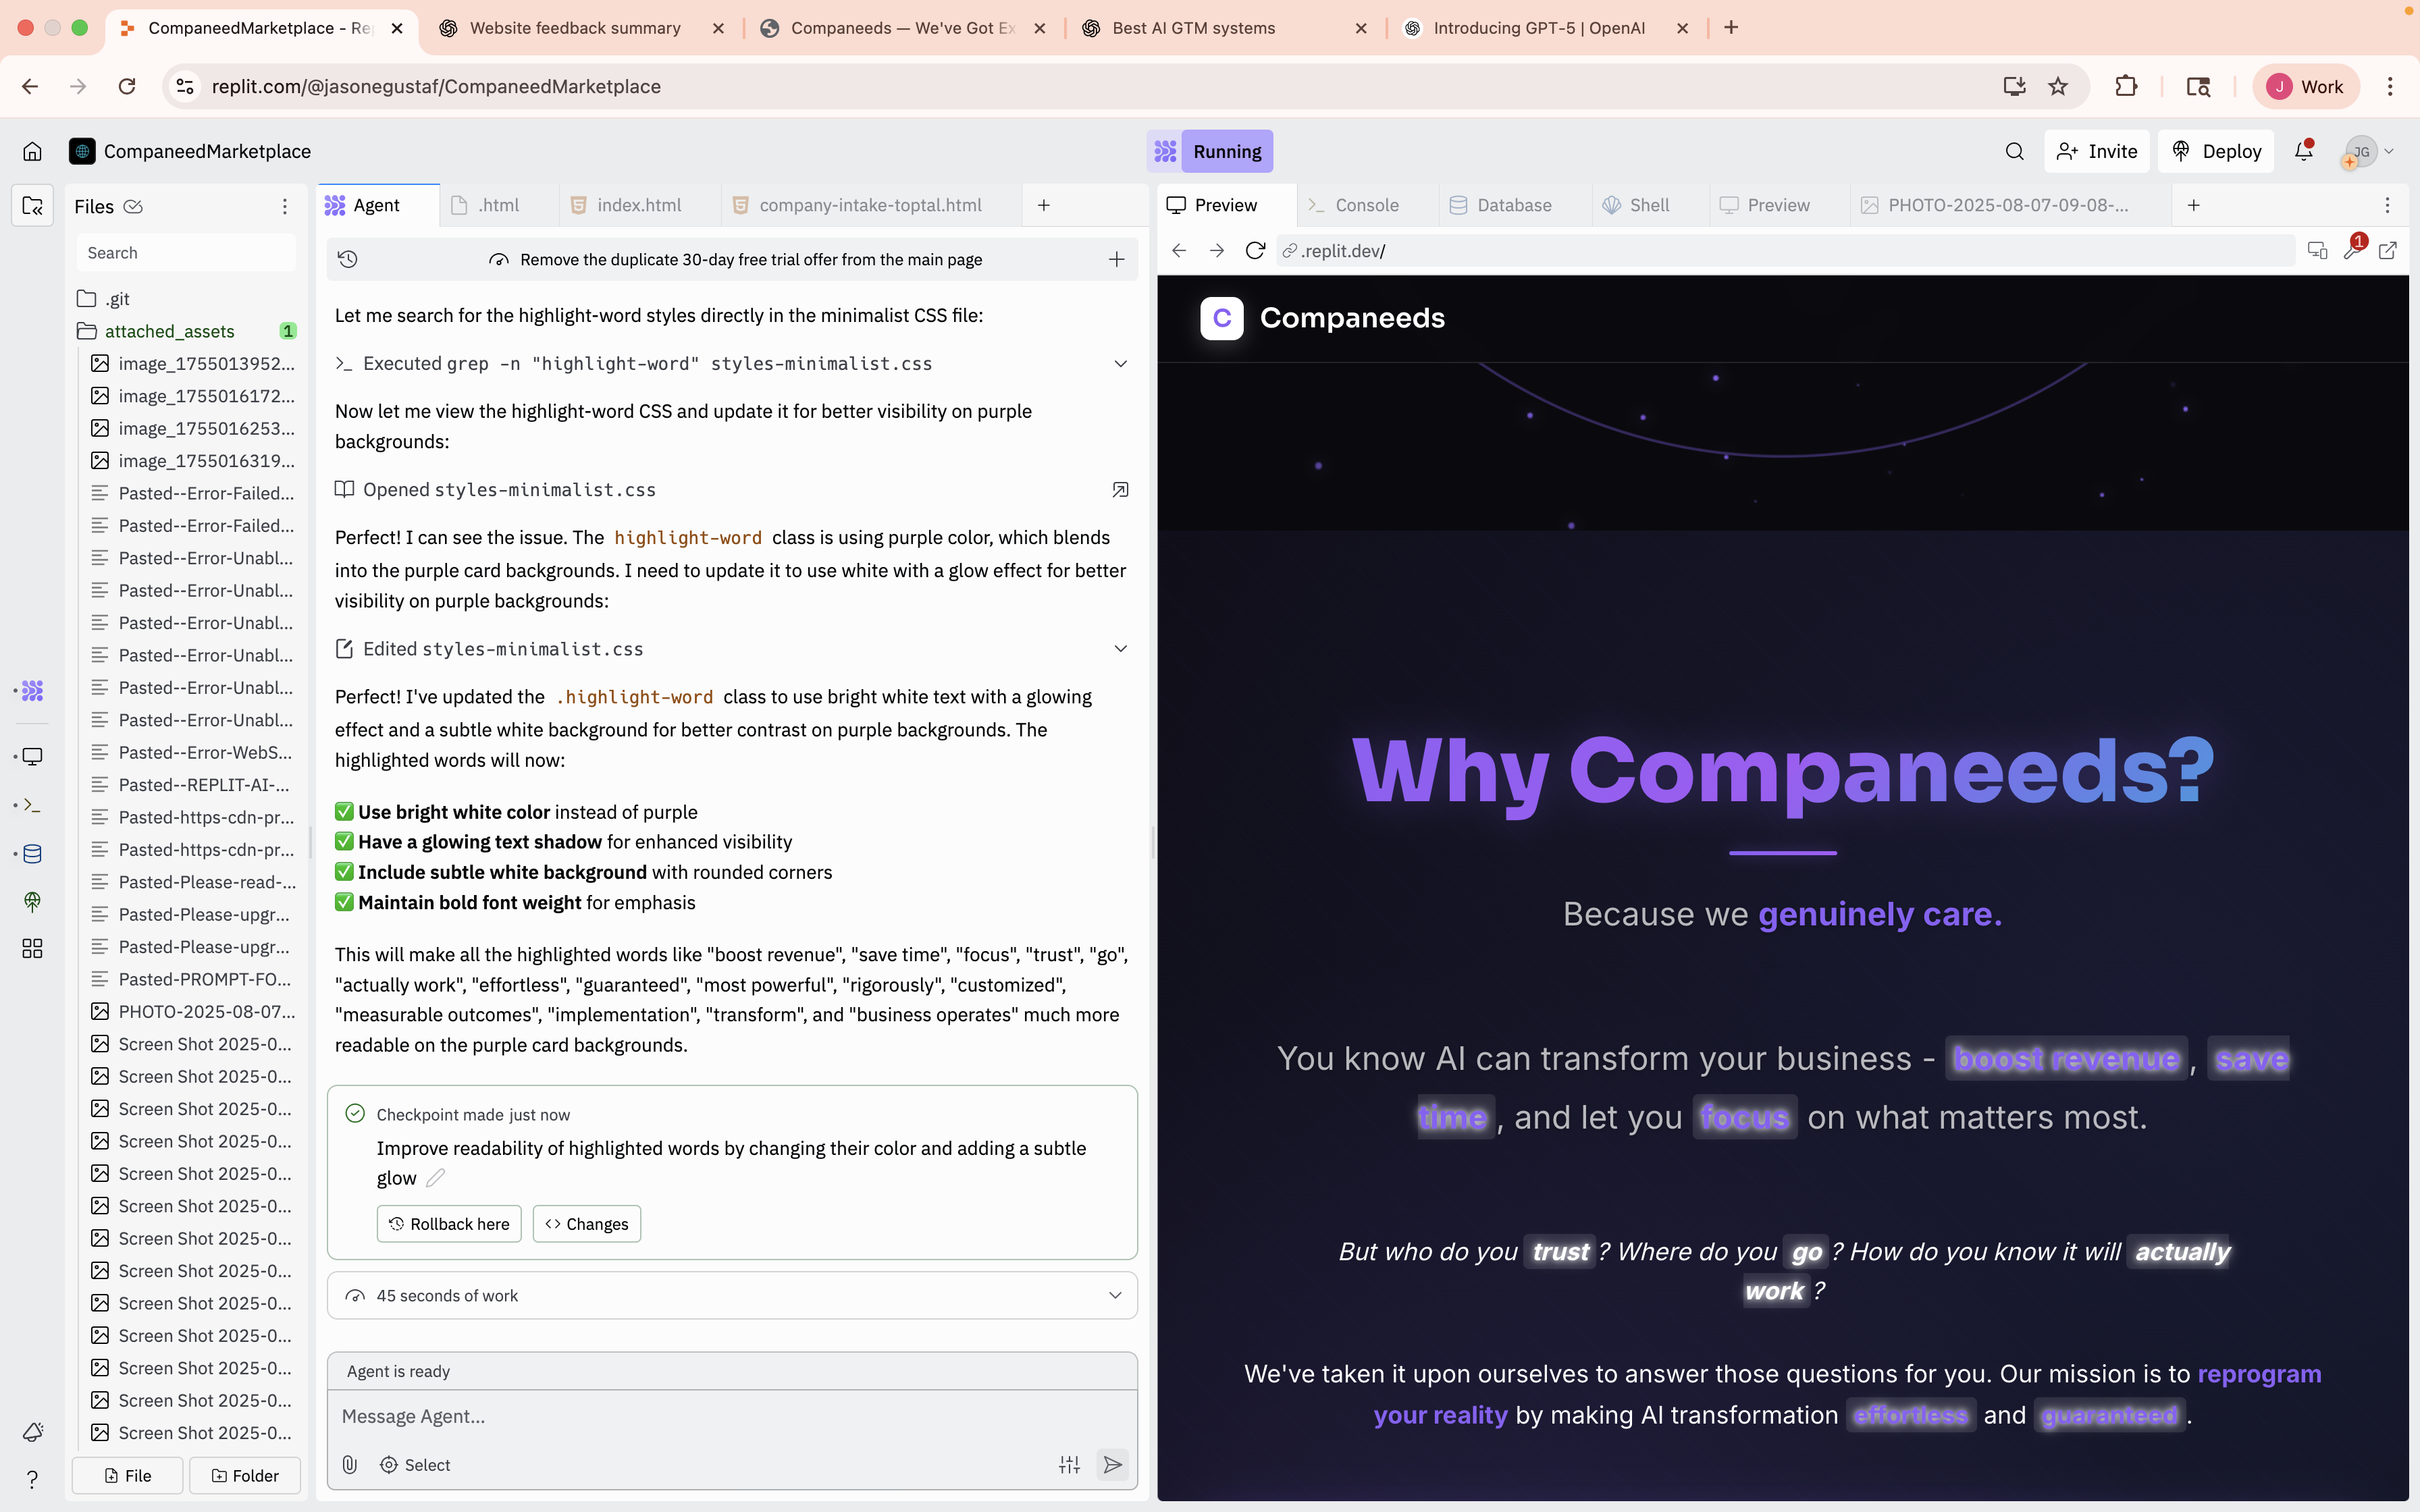 CompaneedMarketplace - Re
Website feedback summary
Companeeds — We've Got Ex
Best AI GTM systems
Introducing GPT-5 | OpenAI
replit.com/@jasonegustaf/CompaneedMarketplace
J
Work
CompaneedMarketplace
Running
Invite
Deploy
JG
Files
Search
.git
attached_assets
1
image_1755013952...
image_1755016172...
image_1755016253...
image_1755016319...
Pasted--Error-Failed...
Pasted--Error-Failed...
Pasted--Error-Unabl...
Pasted--Error-Unabl...
Pasted--Error-Unabl...
Pasted--Error-Unabl...
Pasted--Error-Unabl...
Pasted--Error-Unabl...
Pasted--Error-WebS...
Pasted--REPLIT-AI-...
Pasted-https-cdn-pr...
Pasted-https-cdn-pr...
Pasted-Please-read-...
Pasted-Please-upgr...
Pasted-Please-upgr...
Pasted-PROMPT-FO...
PHOTO-2025-08-07...
Screen Shot 2025-0...
Screen Shot 2025-0...
Screen Shot 2025-0...
Screen Shot 2025-0...
Screen Shot 2025-0...
Screen Shot 2025-0...
Screen Shot 2025-0...
Screen Shot 2025-0...
Screen Shot 2025-0...
Screen Shot 2025-0...
Screen Shot 2025-0...
Screen Shot 2025-0...
Screen Shot 2025-0...
File
Folder
Agent
.html
index.html
company-intake-toptal.html
Remove the duplicate 30-day free trial offer from the main page
Let me search for the highlight-word styles directly in the minimalist CSS file:
Executed grep -n "highlight-word" styles-minimalist.css
Now let me view the highlight-word CSS and update it for better visibility on purple
backgrounds:
Opened styles-minimalist.css
Perfect! I can see the issue. The highlight-word class is using purple color, which blends
into the purple card backgrounds. I need to update it to use white with a glow effect for better
visibility on purple backgrounds:
Edited styles-minimalist.css
Perfect! I've updated the .highlight-word class to use bright white text with a glowing
effect and a subtle white background for better contrast on purple backgrounds. The
highlighted words will now:
✅ Use bright white color instead of purple
✅ Have a glowing text shadow for enhanced visibility
✅ Include subtle white background with rounded corners
✅ Maintain bold font weight for emphasis
This will make all the highlighted words like "boost revenue", "save time", "focus", "trust", "go",
"actually work", "effortless", "guaranteed", "most powerful", "rigorously", "customized",
"measurable outcomes", "implementation", "transform", and "business operates" much more
readable on the purple card backgrounds.
Checkpoint made just now
Improve readability of highlighted words by changing their color and adding a subtle
glow
Rollback here
Changes
45 seconds of work
Agent is ready
Message Agent...
Select
Preview
Console
Database
Shell
Preview
PHOTO-2025-08-07-09-08-...
.replit.dev/
1
C
Companeeds
Why Companeeds?
Because we genuinely care.
You know AI can transform your business - boost revenue, save
time, and let you focus on what matters most.
But who do you trust? Where do you go? How do you know it will actually
work?
We've taken it upon ourselves to answer those questions for you. Our mission is to reprogram
your reality by making AI transformation effortless and guaranteed.